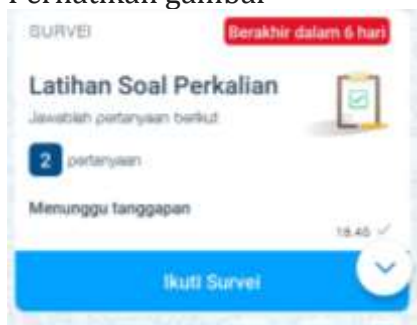 Perhatikan gambar
SURVEI
Berakhir dalam 6 hari
Latihan Soal Perkalian
Jawablah pertanyaan berikut
2 pertanyaan
Menunggu tanggapan
18.46
Ikuti Survei